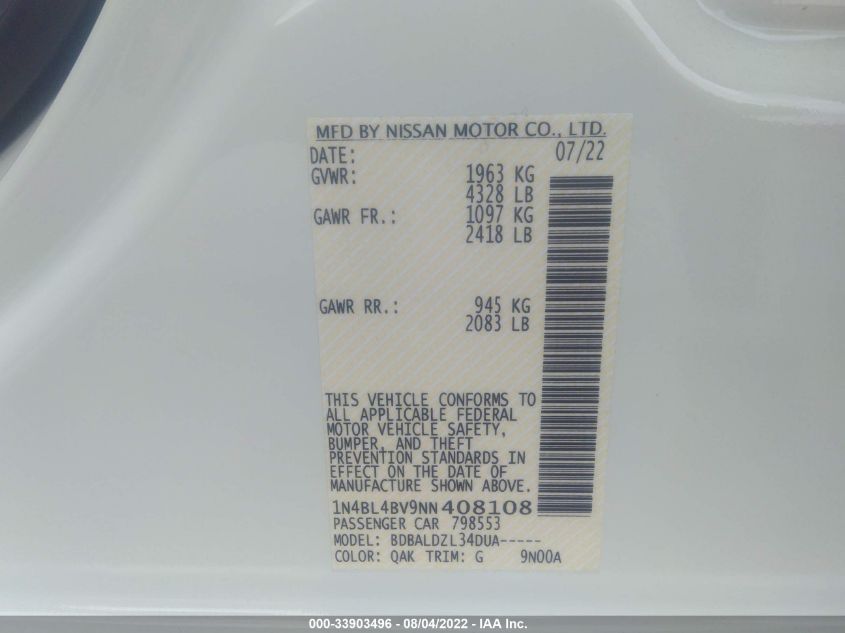 MFD BY NISSAN MOTOR CO., LTD.
DATE: 07/22
GVWR: 1963 KG
4328 LB
GAWR FR.: 1097 KG
2418 LB
GAWR RR.: 945 KG
2083 LB
THIS VEHICLE CONFORMS TO
ALL APPLICABLE FEDERAL
MOTOR VEHICLE SAFETY,
BUMPER, AND THEFT
PREVENTION STANDARDS IN
EFFECT ON THE DATE OF
MANUFACTURE SHOWN ABOVE.
1N4BL4BV9NN408108
PASSENGER CAR 798553
MODEL: BDBALDZL34DUA-----
COLOR: QAK TRIM: G 9N00A
000-33903496 - 08/04/2022 - IAA Inc.